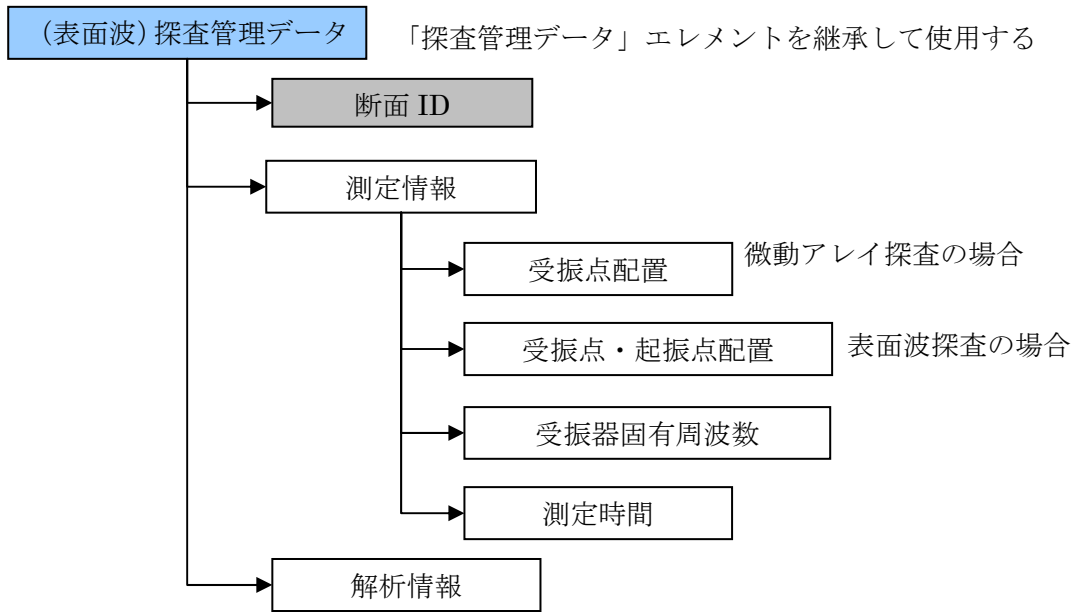 (表面波)探査管理データ
「探査管理データ」エレメントを継承して使用する
断面 ID
測定情報
受振点配置
微動アレイ探査の場合
受振点・起振点配置
表面波探査の場合
受振器固有周波数
測定時間
解析情報